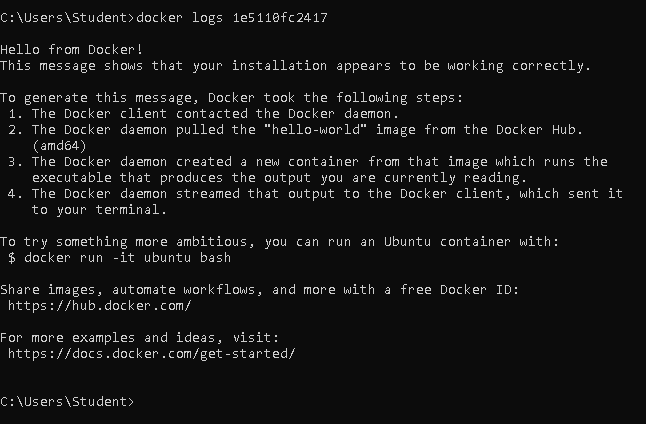 C:\Users\Student>docker logs 1e5110fc2417
Hello from Docker!
This message shows that your installation appears to be working correctly.
To generate this message, Docker took the following steps:
1. The Docker client contacted the Docker daemon.
2. The Docker daemon pulled the "hello-world" image from the Docker Hub.
(amd64)
3. The Docker daemon created a new container from that image which runs the
executable that produces the output you are currently reading.
4. The Docker daemon streamed that output to the Docker client, which sent it
to your terminal.
To try something more ambitious, you can run an Ubuntu container with:
$ docker run -it ubuntu bash
Share images, automate workflows, and more with a free Docker ID:
https://hub.docker.com/
For more examples and ideas, visit:
https://docs.docker.com/get-started/
C:\Users\Student>